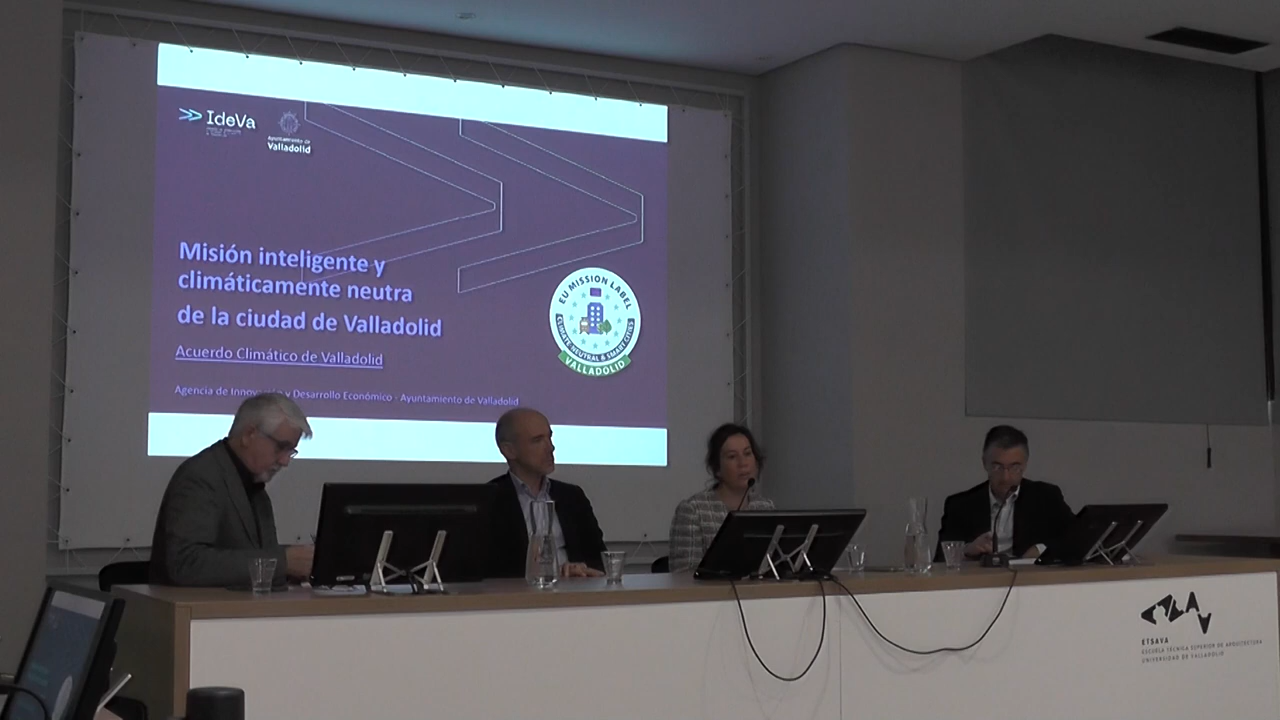 IdeVa
Ayuntamiento de
Valladolid
Misión inteligente y
climáticamente neutra
de la ciudad de Valladolid
Acuerdo Climático de Valladolid
Agencia de Innovación y Desarrollo Económico - Ayuntamiento de Valladolid
EU MISSION LABEL
CLIMATE-NEUTRAL & SMART CITIES
VALLADOLID
ETSAVA
ESCUELA TÉCNICA SUPERIOR DE ARQUITECTURA
UNIVERSIDAD DE VALLADOLID